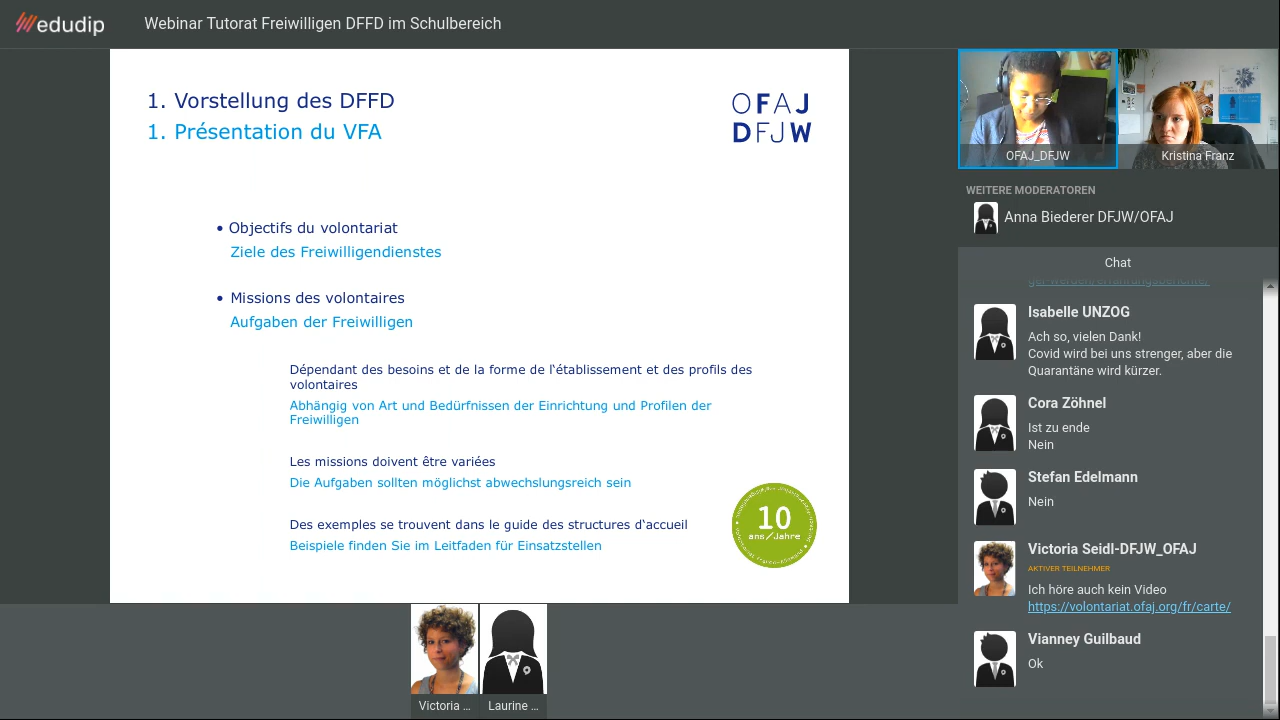 edudip
Webinar Tutorat Freiwilligen DFFD im Schulbereich
1. Vorstellung des DFFD
1. Présentation du VFA
OFAJ
DFJW
• Objectifs du volontariat
Ziele des Freiwilligendienstes
• Missions des volontaires
Aufgaben der Freiwilligen
Dépendant des besoins et de la forme de l'établissement et des profils des
volontaires
Abhängig von Art und Bedürfnissen der Einrichtung und Profilen der
Freiwilligen
Les missions doivent être variées
Die Aufgaben sollten möglichst abwechslungsreich sein
Des exemples se trouvent dans le guide des structures d'accueil
Beispiele finden Sie im Leitfaden für Einsatzstellen
10
ans/Jahre
Victoria ...
Laurine ...
OFAJ_DFJW
Kristina Franz
WEITERE MODERATOREN
Anna Biederer DFJW/OFAJ
Chat
ger-werden/erfahrungsberichte/
Isabelle UNZOG
Ach so, vielen Dank!
Covid wird bei uns strenger, aber die
Quarantäne wird kürzer.
Cora Zöhnel
Ist zu ende
Nein
Stefan Edelmann
Nein
Victoria Seidl-DFJW_OFAJ
AKTIVER TEILNEHMER
Ich höre auch kein Video
https://volontariat.ofaj.org/fr/carte/
Vianney Guilbaud
Ok